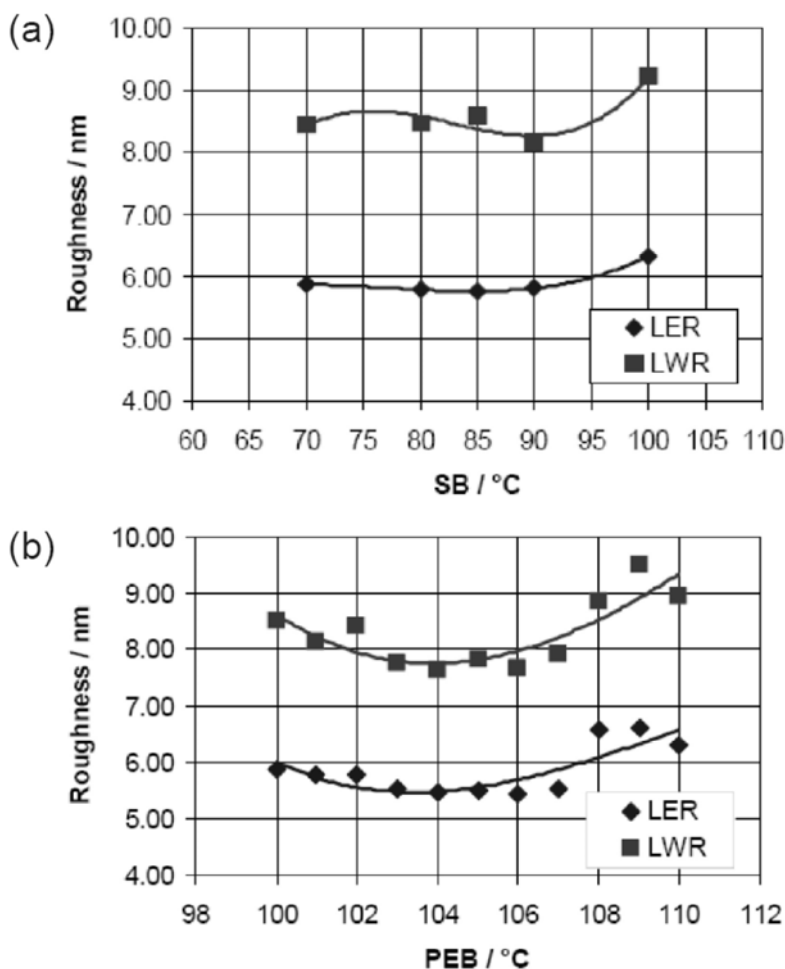 (a)
10.00
9.00
8.00
7.00
6.00
5.00
4.00
Roughness / nm
LER
LWR
60 65 70 75 80 85 90 95 100 105 110
SB / °C
(b)
10.00
9.00
8.00
7.00
6.00
5.00
4.00
Roughness / nm
LER
LWR
98 100 102 104 106 108 110 112
PEB / °C